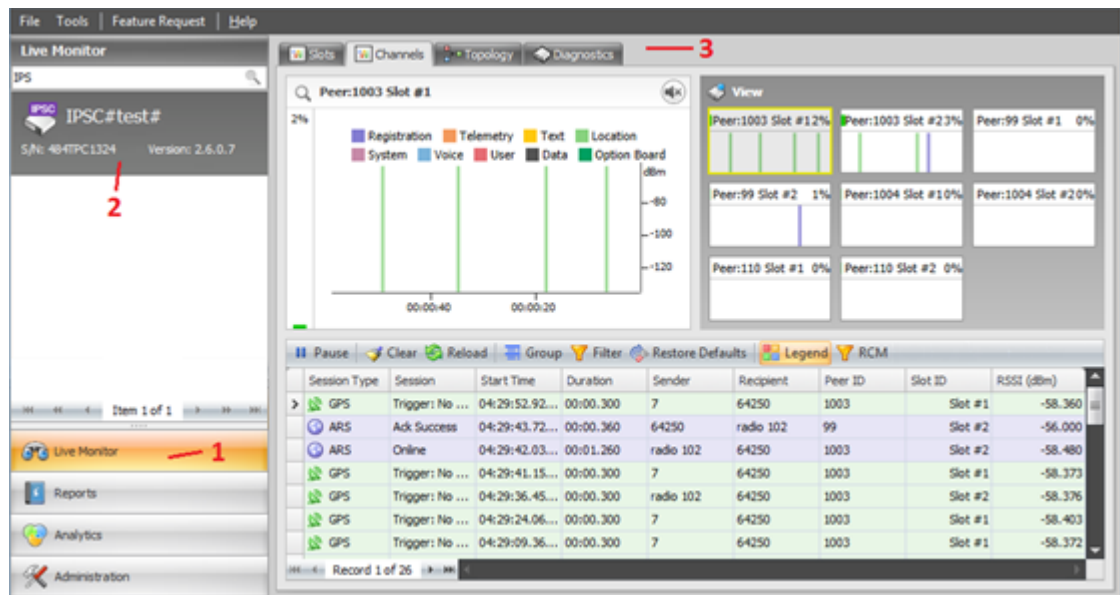 File Tools Feature Request Help
Live Monitor
IPS
IPSC
IPSC#test#
S/N: 484TPC1324 Version: 2.6.0.7
2
Item 1 of 1
Live Monitor
1
Reports
Analytics
Administration
Slots Channels Topology Diagnostics
3
Peer:1003 Slot #1
2%
Registration Telemetry Text Location
System Voice User Data Option Board
dBm
-80
-100
-120
00:00:40 00:00:20
View
Peer:1003 Slot #1 2% Peer:1003 Slot #2 3% Peer:99 Slot #1 0%
Peer:99 Slot #2 1% Peer:1004 Slot #1 0% Peer:1004 Slot #2 0%
Peer:110 Slot #1 0% Peer:110 Slot #2 0%
Pause Clear Reload Group Filter Restore Defaults Legend RCM
Session Type Session Start Time Duration Sender Recipient Peer ID Slot ID RSSI (dBm)
GPS Trigger: No ... 04:29:52.92... 00:00.300 7 64250 1003 Slot #1 -58.360
ARS Ack Success 04:29:43.72... 00:00.360 64250 radio 102 99 Slot #2 -56.000
ARS Online 04:29:42.03... 00:01.260 radio 102 64250 1003 Slot #2 -58.480
GPS Trigger: No ... 04:29:41.15... 00:00.300 7 64250 1003 Slot #1 -58.373
GPS Trigger: No ... 04:29:36.45... 00:00.300 radio 102 64250 1003 Slot #2 -58.376
GPS Trigger: No ... 04:29:24.06... 00:00.300 7 64250 1003 Slot #1 -58.403
GPS Trigger: No ... 04:29:09.36... 00:00.300 7 64250 1003 Slot #1 -58.372
Record 1 of 26